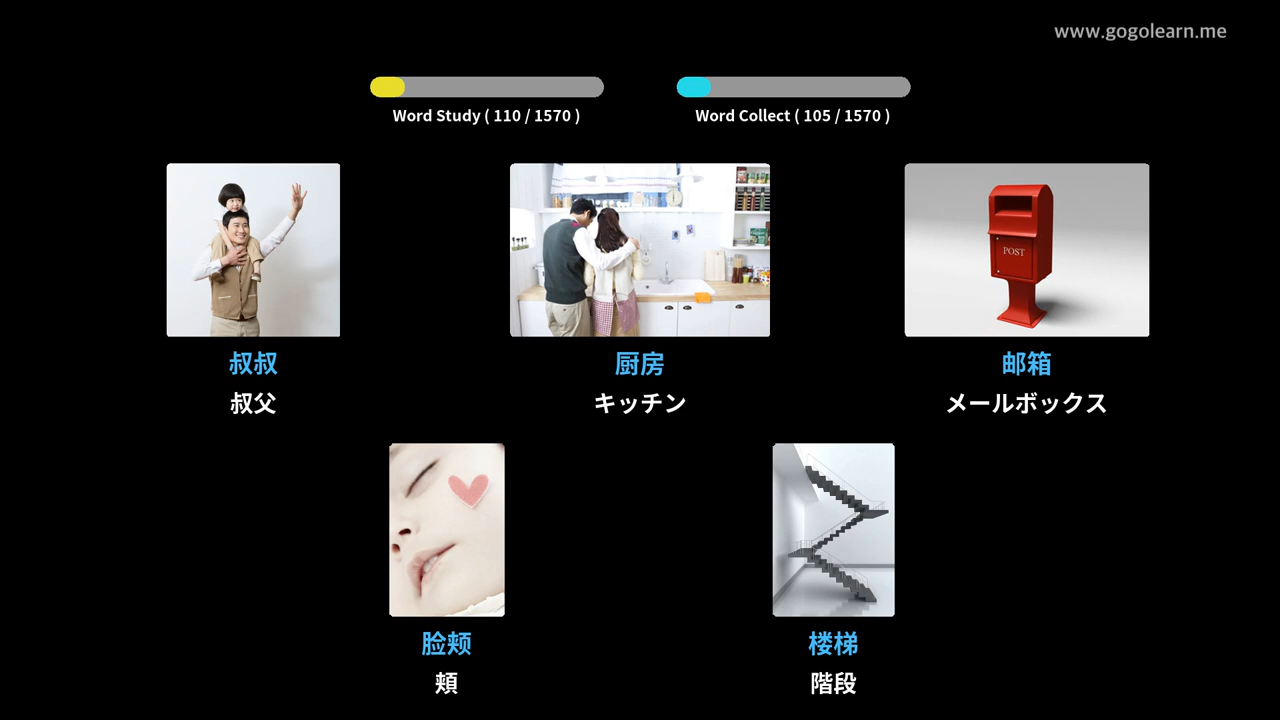 www.gogolearn.me
Word Study ( 110 / 1570 )
Word Collect ( 105 / 1570 )
叔叔
叔父
厨房
キッチン
POST
邮箱
メールボックス
脸颊
頬
楼梯
階段